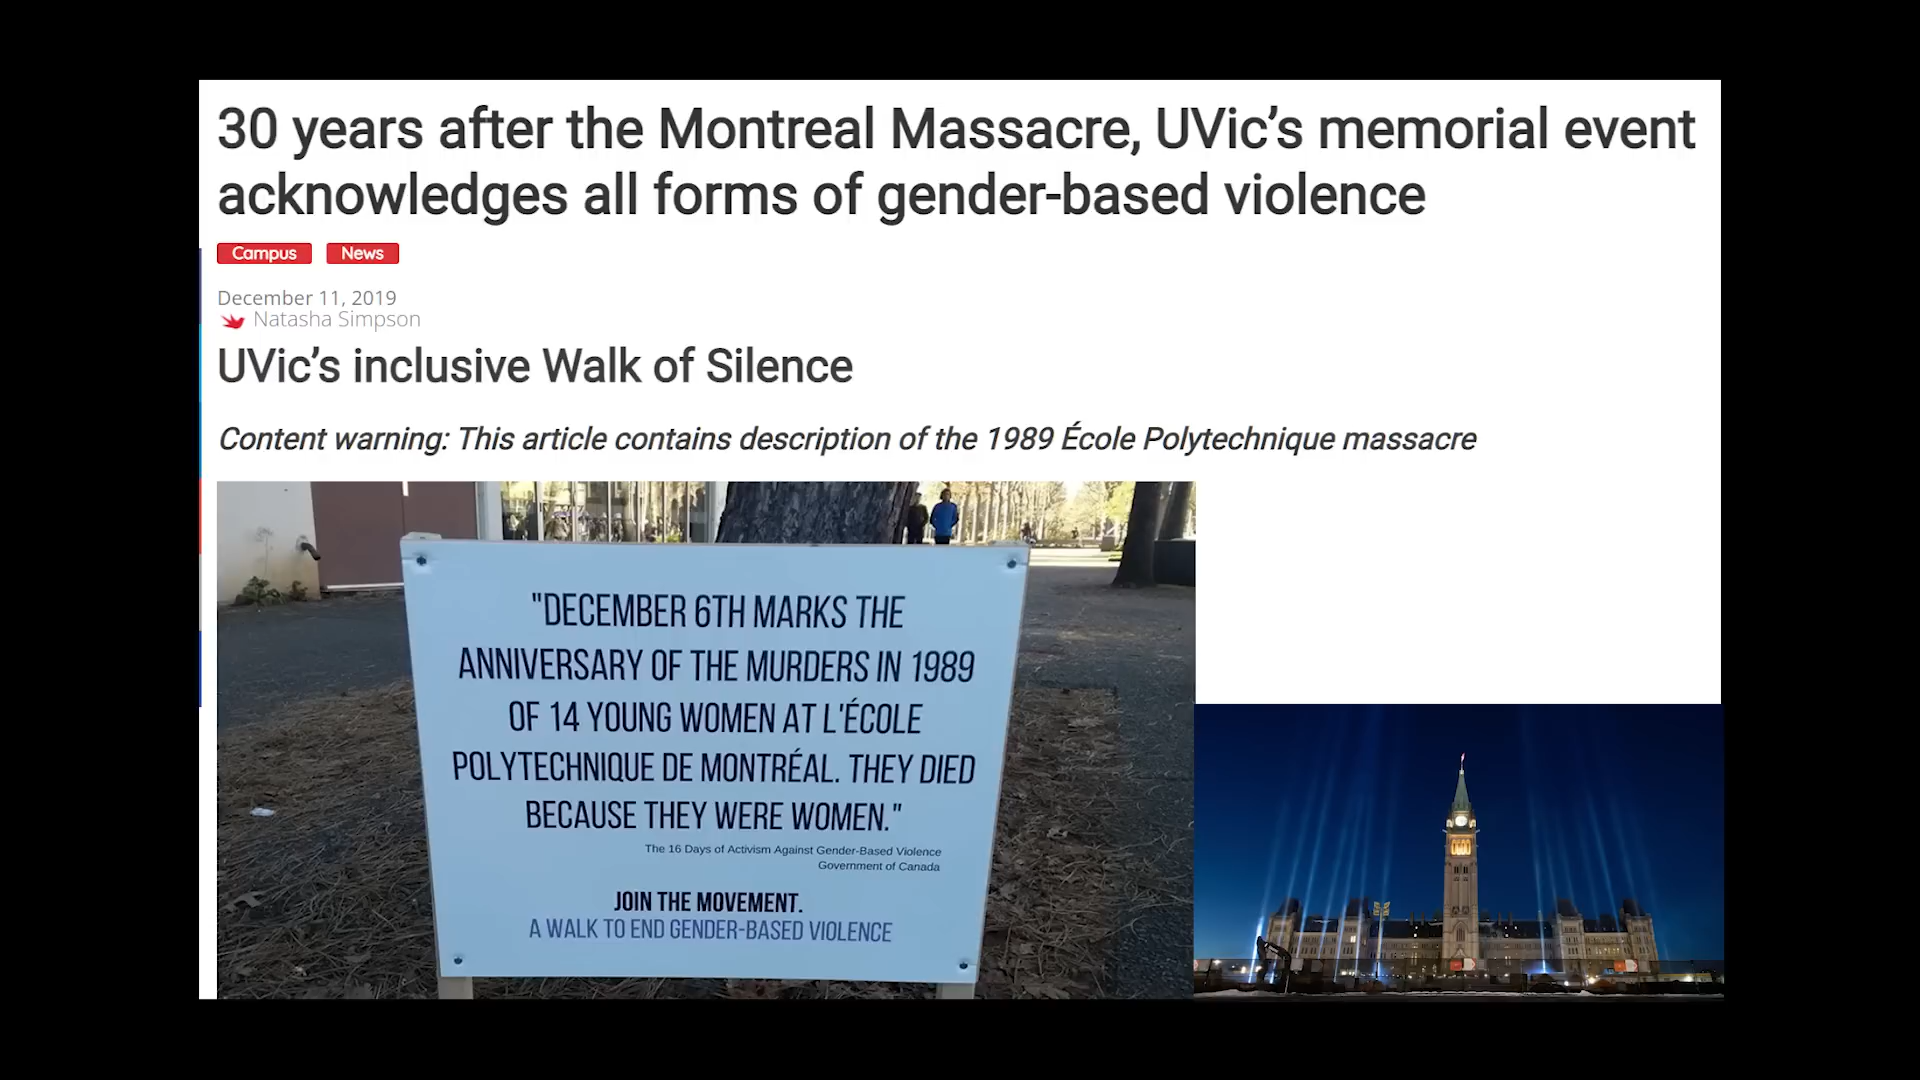 30 years after the Montreal Massacre, UVic’s memorial event
acknowledges all forms of gender-based violence
Campus News
December 11, 2019
Natasha Simpson
UVic’s inclusive Walk of Silence
Content warning: This article contains description of the 1989 École Polytechnique massacre
"DECEMBER 6TH MARKS THE
ANNIVERSARY OF THE MURDERS IN 1989
OF 14 YOUNG WOMEN AT L'ÉCOLE
POLYTECHNIQUE DE MONTRÉAL. THEY DIED
BECAUSE THEY WERE WOMEN."
The 16 Days of Activism Against Gender-Based Violence
Government of Canada
JOIN THE MOVEMENT.
A WALK TO END GENDER-BASED VIOLENCE